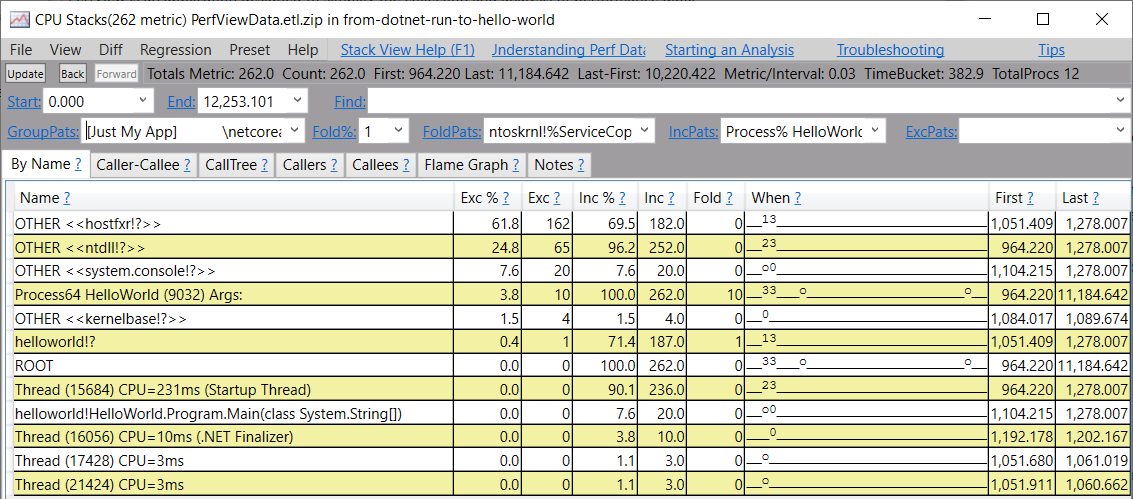 CPU Stacks(262 metric) PerfViewData.etl.zip in from-dotnet-run-to-hello-world
File View Diff Regression Preset Help Stack View Help (F1) Understanding Perf Data Starting an Analysis Troubleshooting Tips
Update Back Forward Totals Metric: 262.0 Count: 262.0 First: 964.220 Last: 11,184.642 Last-First: 10,220.422 Metric/Interval: 0.03 TimeBucket: 382.9 TotalProcs 12
Start: 0.000 End: 12,253.101 Find:
GroupPats: [Just My App] \netcorea Fold%: 1 FoldPats: ntoskrnl!%ServiceCop IncPats: Process% HelloWorld ExcPats:
By Name ? Caller-Callee ? CallTree ? Callers ? Callees ? Flame Graph ? Notes ?
Name ? Exc % ? Exc ? Inc % ? Inc ? Fold ? When ? First ? Last ?
OTHER <<hostfxr!?>> 61.8 162 69.5 182.0 0 __13______ 1,051.409 1,278.007
OTHER <<ntdll!?>> 24.8 65 96.2 252.0 0 __23______ 964.220 1,278.007
OTHER <<system.console!?>> 7.6 20 7.6 20.0 0 __o0______ 1,104.215 1,278.007
Process64 HelloWorld (9032) Args: 3.8 10 100.0 262.0 10 __33___o______________o__ 964.220 11,184.642
OTHER <<kernelbase!?>> 1.5 4 1.5 4.0 0 __0______ 1,084.017 1,089.674
helloworld!? 0.4 1 71.4 187.0 1 __13______ 1,051.409 1,278.007
ROOT 0.0 0 100.0 262.0 0 __33___o______________o__ 964.220 11,184.642
Thread (15684) CPU=231ms (Startup Thread) 0.0 0 90.1 236.0 0 __23______ 964.220 1,278.007
helloworld!HelloWorld.Program.Main(class System.String[]) 0.0 0 7.6 20.0 0 __o0______ 1,104.215 1,278.007
Thread (16056) CPU=10ms (.NET Finalizer) 0.0 0 3.8 10.0 0 ___0______ 1,192.178 1,202.167
Thread (17428) CPU=3ms 0.0 0 1.1 3.0 0 __o______ 1,051.680 1,061.019
Thread (21424) CPU=3ms 0.0 0 1.1 3.0 0 __o______ 1,051.911 1,060.662